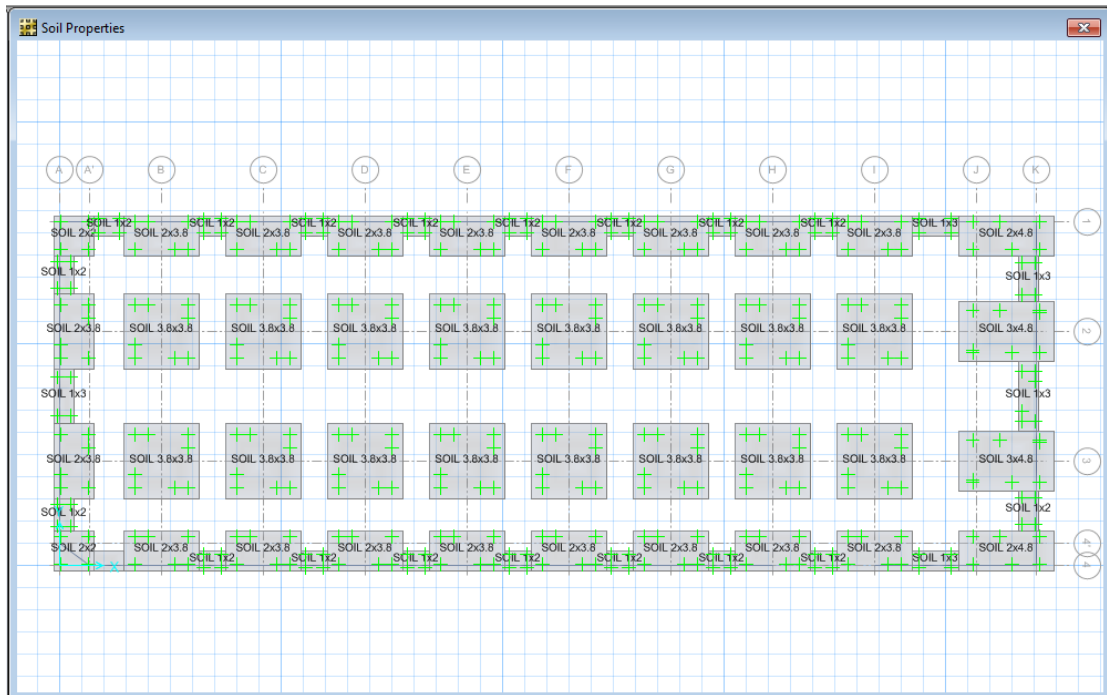 Soil Properties
A A' B C D E F G H I J K
SOIL 1x2 SOIL 1x2 SOIL 1x2 SOIL 1x2 SOIL 1x2 SOIL 1x2 SOIL 1x2 SOIL 1x2 SOIL 1x3 1
SOIL 2x2 SOIL 2x3.8 SOIL 2x3.8 SOIL 2x3.8 SOIL 2x3.8 SOIL 2x3.8 SOIL 2x3.8 SOIL 2x3.8 SOIL 2x3.8 SOIL 2x4.8
SOIL 1x2 SOIL 1x3
SOIL 2x3.8 SOIL 3.8x3.8 SOIL 3.8x3.8 SOIL 3.8x3.8 SOIL 3.8x3.8 SOIL 3.8x3.8 SOIL 3.8x3.8 SOIL 3.8x3.8 SOIL 3.8x3.8 SOIL 3x4.8 2
SOIL 1x3 SOIL 1x3
SOIL 2x3.8 SOIL 3.8x3.8 SOIL 3.8x3.8 SOIL 3.8x3.8 SOIL 3.8x3.8 SOIL 3.8x3.8 SOIL 3.8x3.8 SOIL 3.8x3.8 SOIL 3.8x3.8 SOIL 3x4.8 3
SOIL 1x2 SOIL 1x2
SOIL 2x2 SOIL 2x3.8 SOIL 2x3.8 SOIL 2x3.8 SOIL 2x3.8 SOIL 2x3.8 SOIL 2x3.8 SOIL 2x3.8 SOIL 2x3.8 SOIL 2x4.8 4'
SOIL 1x2 SOIL 1x2 SOIL 1x2 SOIL 1x2 SOIL 1x2 SOIL 1x2 SOIL 1x2 SOIL 1x3 4
X